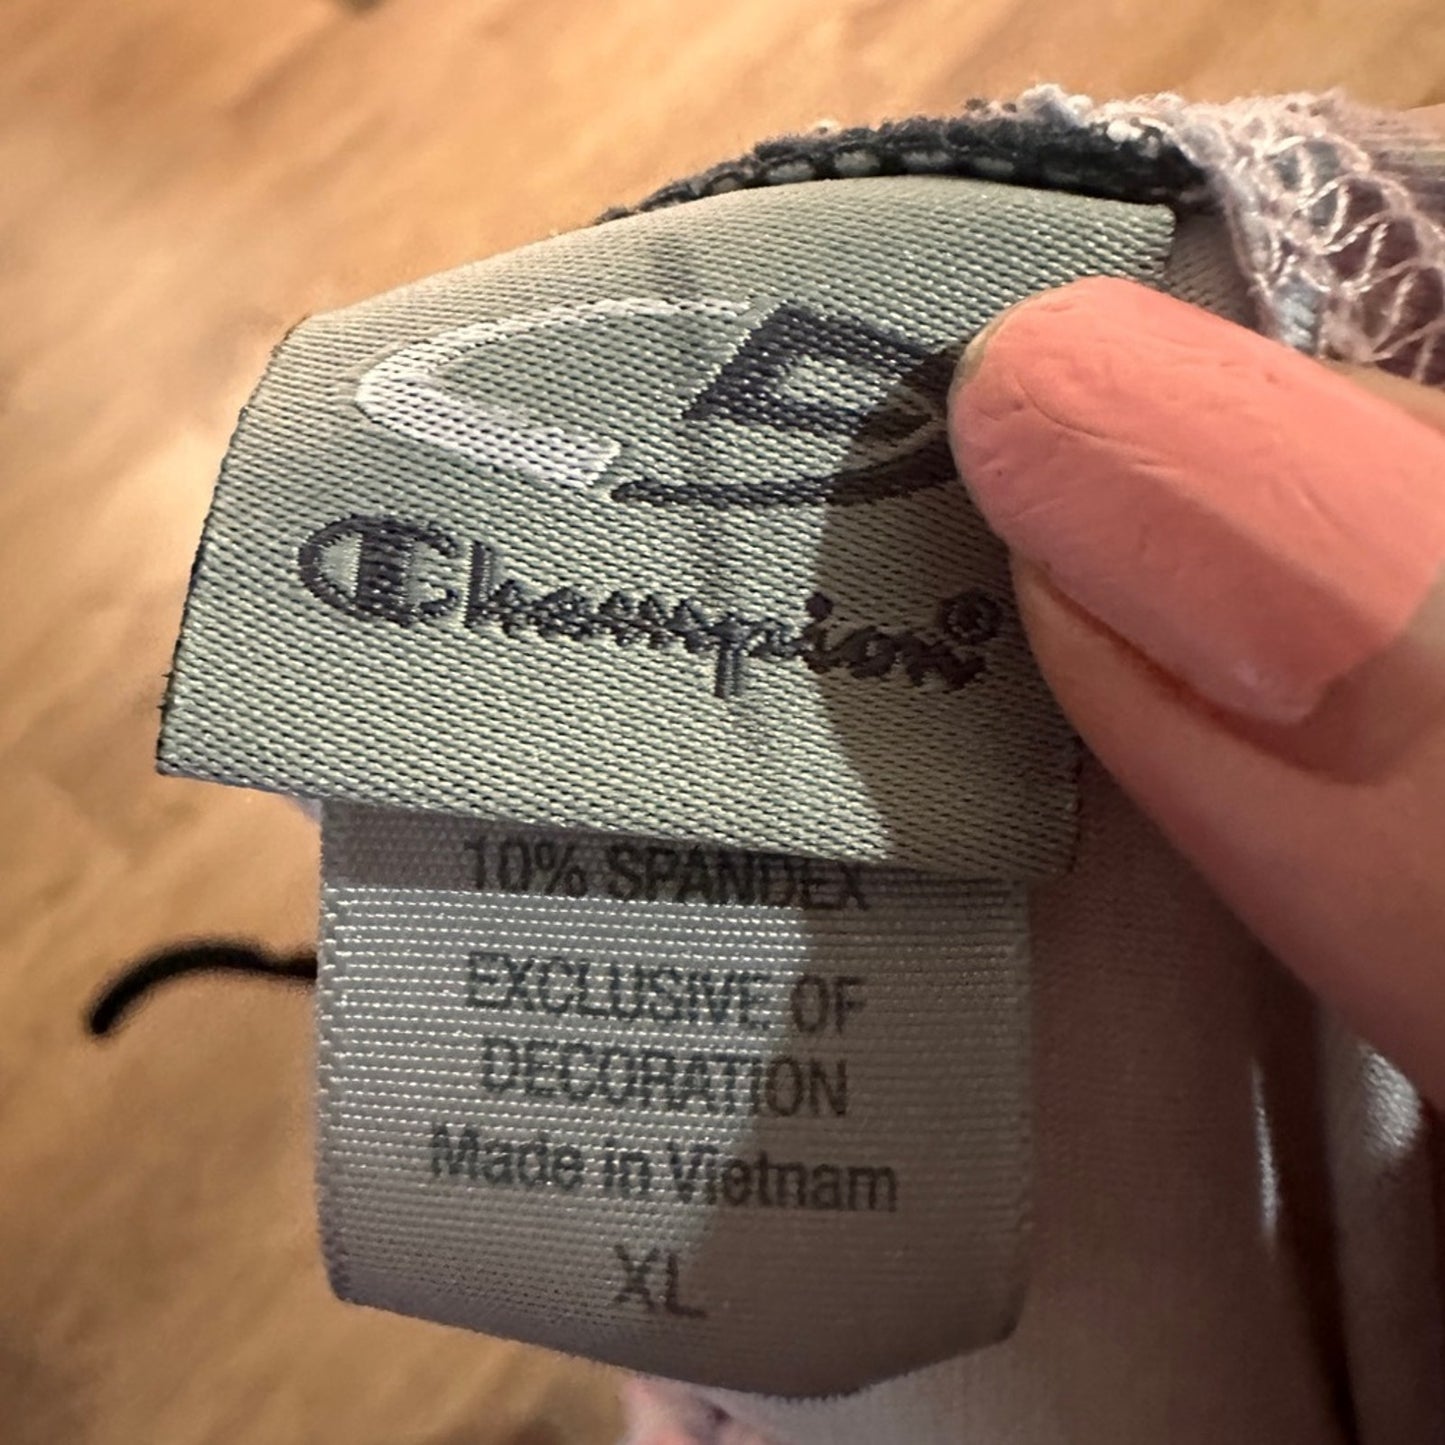 Champion®
10% SPANDEX
EXCLUSIVE OF
DECORATION
Made in Vietnam
XL